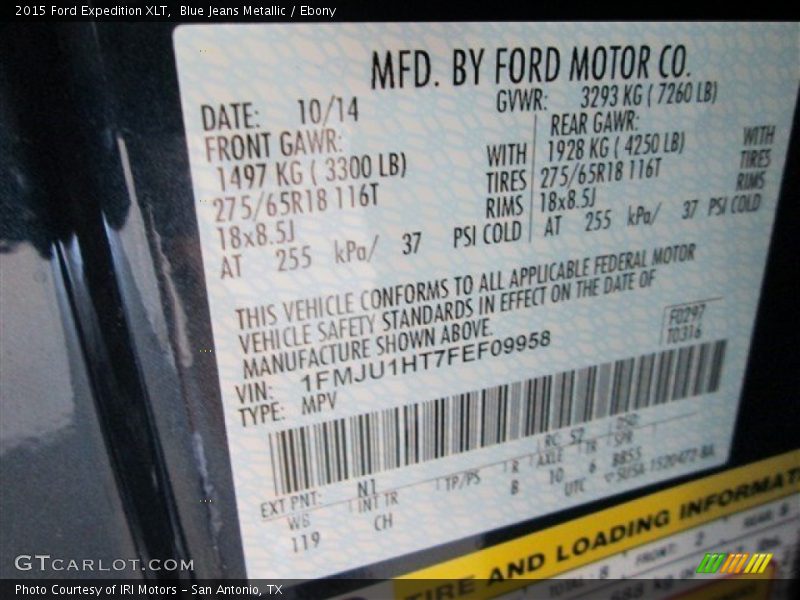 2015 Ford Expedition XLT, Blue Jeans Metallic / Ebony
MFD. BY FORD MOTOR CO.
DATE: 10/14 GVWR: 3293 KG ( 7260 LB)
FRONT GAWR: REAR GAWR:
1497 KG ( 3300 LB) WITH 1928 KG ( 4250 LB) WITH
275/65R18 116T TIRES 275/65R18 116T TIRES
18x8.5J RIMS 18x8.5J RIMS
AT 255 kPa/ 37 PSI COLD AT 255 kPa/ 37 PSI COLD
THIS VEHICLE CONFORMS TO ALL APPLICABLE FEDERAL MOTOR
VEHICLE SAFETY STANDARDS IN EFFECT ON THE DATE OF
MANUFACTURE SHOWN ABOVE.
F0297
T0316
VIN: 1FMJU1HT7FEF09958
TYPE: MPV
RC: 52 DSO:
EXT PNT: N1 TP/PS R AXLE TR SPR
WB INT TR 8 10 6 BBSS
119 CH UTC 1520472-BA
TIRE AND LOADING INFORMAT
GTcarlot.com
Photo Courtesy of IRI Motors - San Antonio, TX